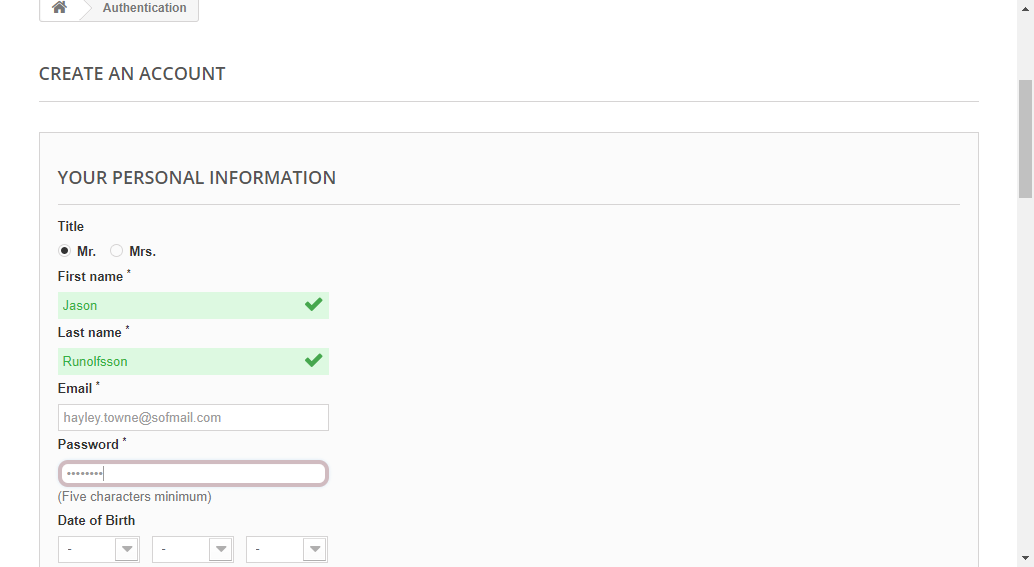 Authentication
CREATE AN ACCOUNT
YOUR PERSONAL INFORMATION
Title
Mr. Mrs.
First name *
Jason
Last name *
Runolfsson
Email *
hayley.towne@sofmail.com
Password *
••••••••
(Five characters minimum)
Date of Birth
- - -